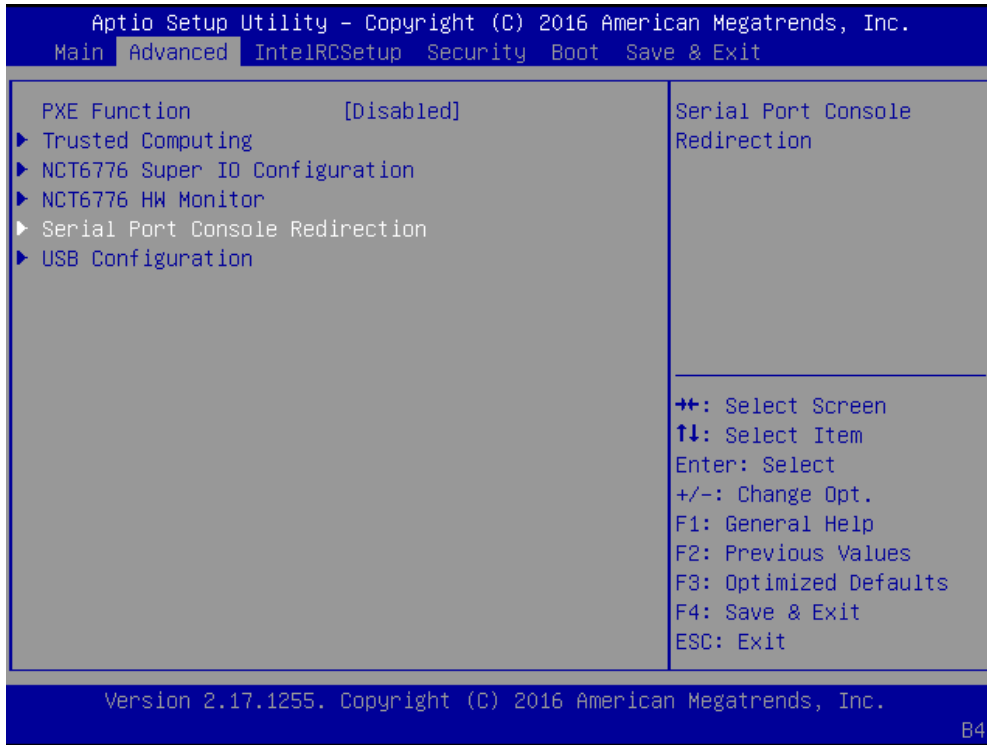 Aptio Setup Utility – Copyright (C) 2016 American Megatrends, Inc.
Main Advanced IntelRCSetup Security Boot Save & Exit
PXE Function [Disabled]
Trusted Computing
NCT6776 Super IO Configuration
NCT6776 HW Monitor
Serial Port Console Redirection
USB Configuration
Serial Port Console
Redirection
→←: Select Screen
↑↓: Select Item
Enter: Select
+/-: Change Opt.
F1: General Help
F2: Previous Values
F3: Optimized Defaults
F4: Save & Exit
ESC: Exit
Version 2.17.1255. Copyright (C) 2016 American Megatrends, Inc.
B4